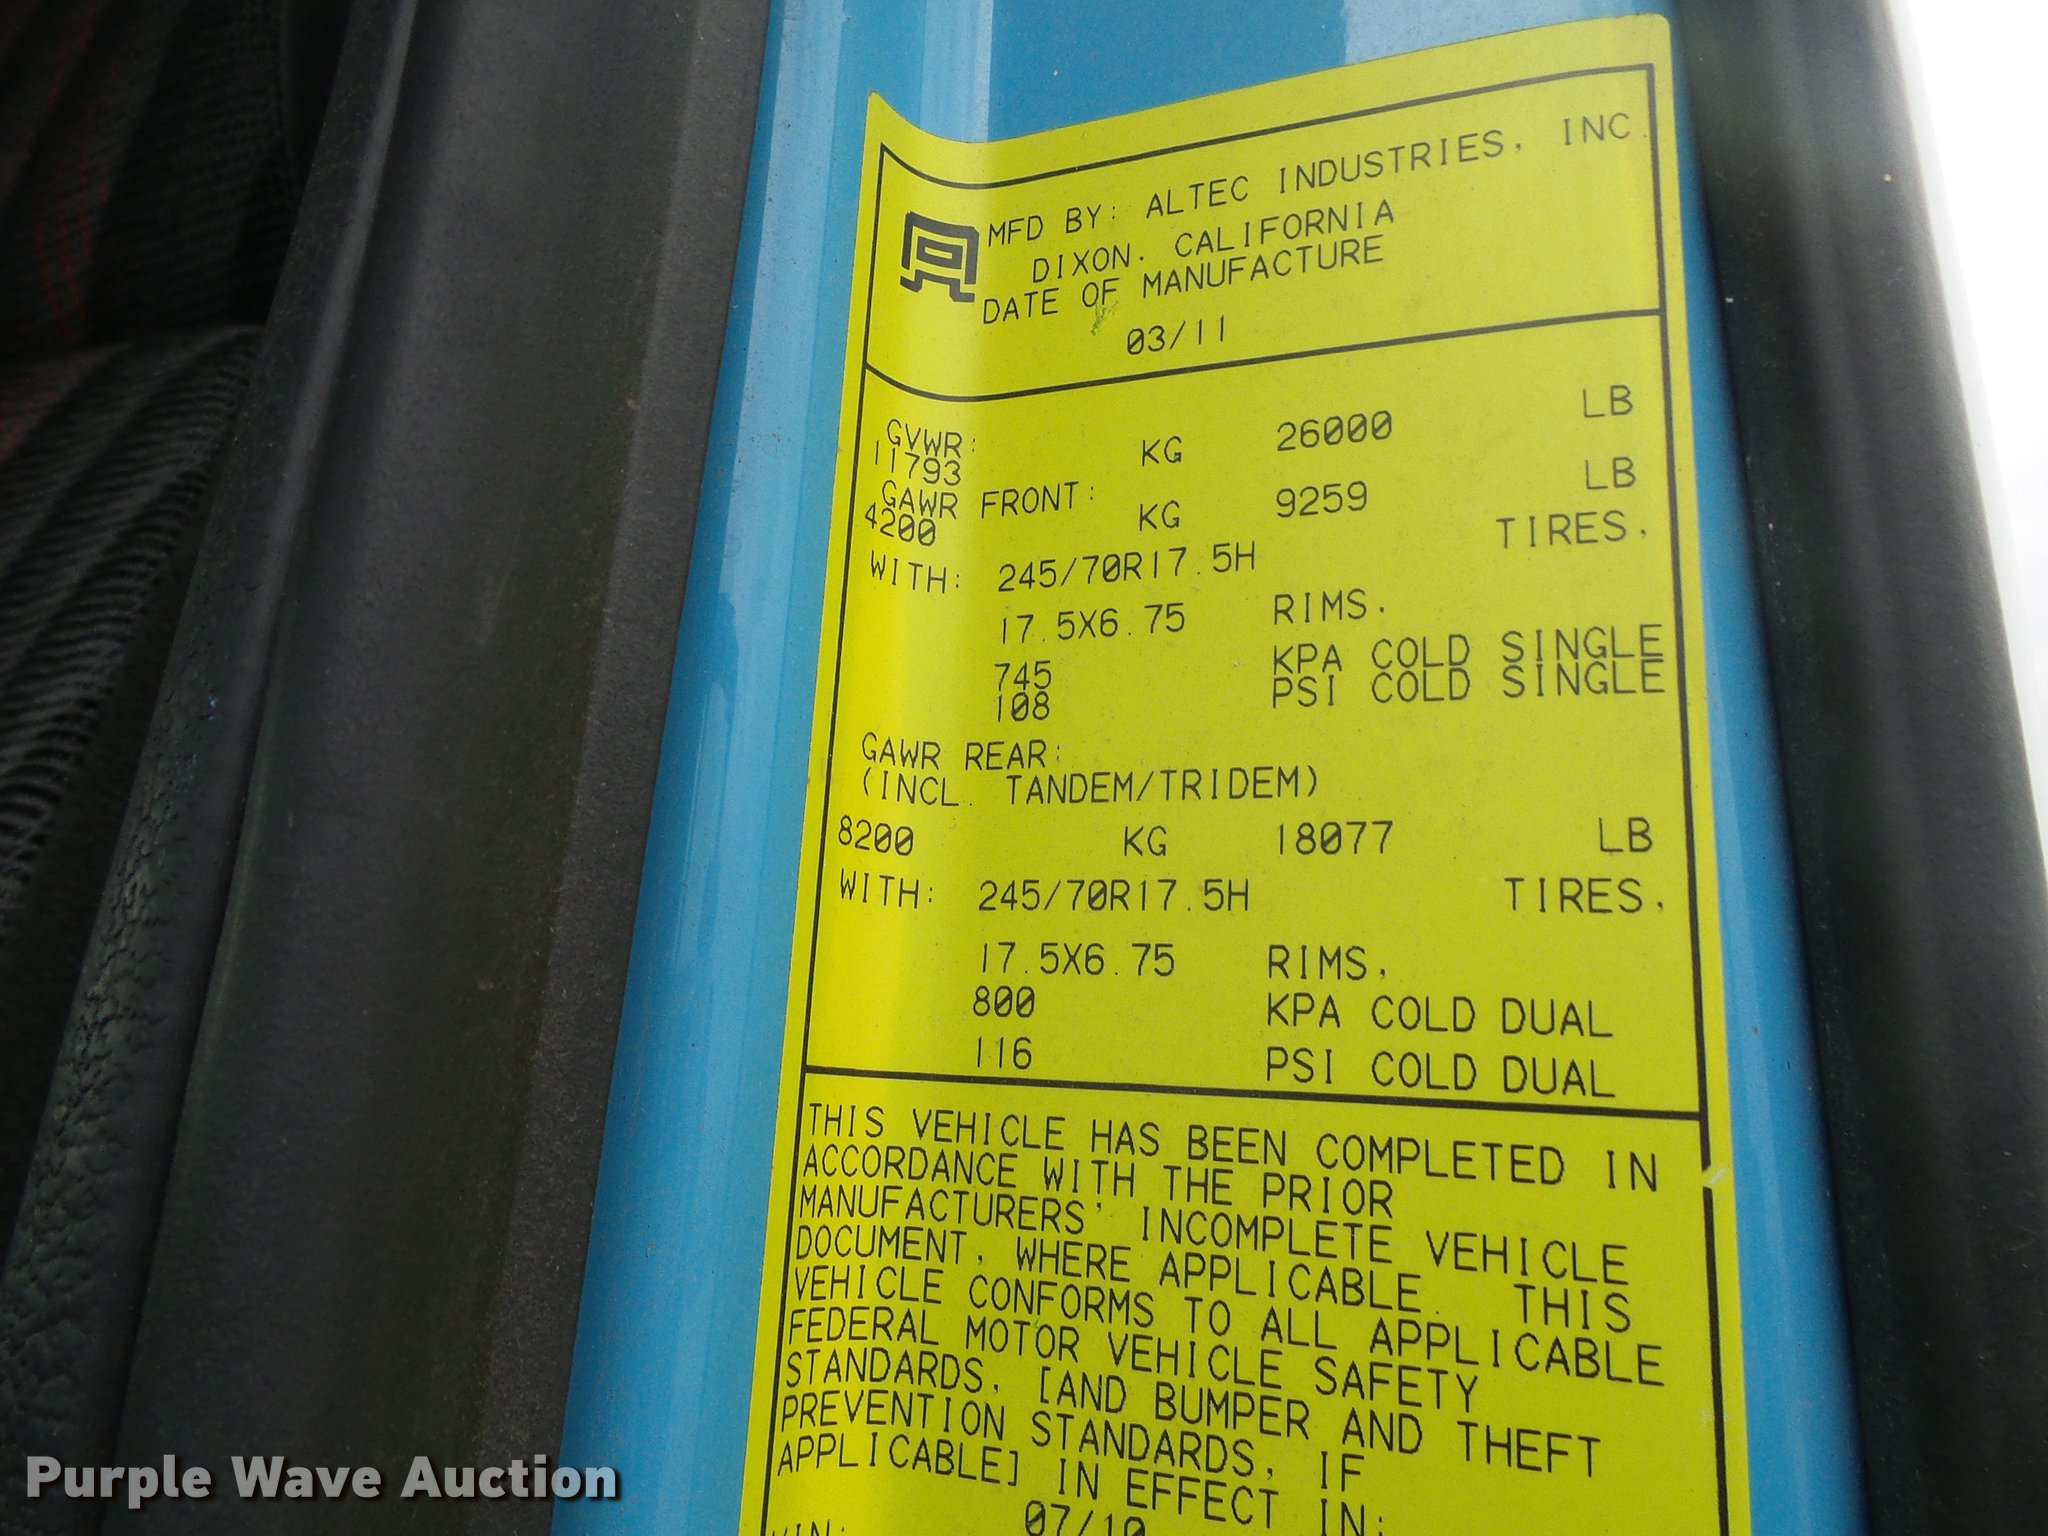 MFD BY: ALTEC INDUSTRIES, INC.
DIXON, CALIFORNIA
DATE OF MANUFACTURE
03/11
GVWR:
11793 KG 26000 LB
GAWR FRONT:
4200 KG 9259 LB
WITH: 245/70R17.5H TIRES,
17.5X6.75 RIMS.
745 KPA COLD SINGLE
108 PSI COLD SINGLE
GAWR REAR:
(INCL. TANDEM/TRIDEM)
8200 KG 18077 LB
WITH: 245/70R17.5H TIRES,
17.5X6.75 RIMS,
800 KPA COLD DUAL
116 PSI COLD DUAL
THIS VEHICLE HAS BEEN COMPLETED IN
ACCORDANCE WITH THE PRIOR
MANUFACTURERS' INCOMPLETE VEHICLE
DOCUMENT, WHERE APPLICABLE. THIS
VEHICLE CONFORMS TO ALL APPLICABLE
FEDERAL MOTOR VEHICLE SAFETY
STANDARDS, [AND BUMPER AND THEFT
PREVENTION STANDARDS, IF
APPLICABLE] IN EFFECT IN:
07/10
VIN:
Purple Wave Auction